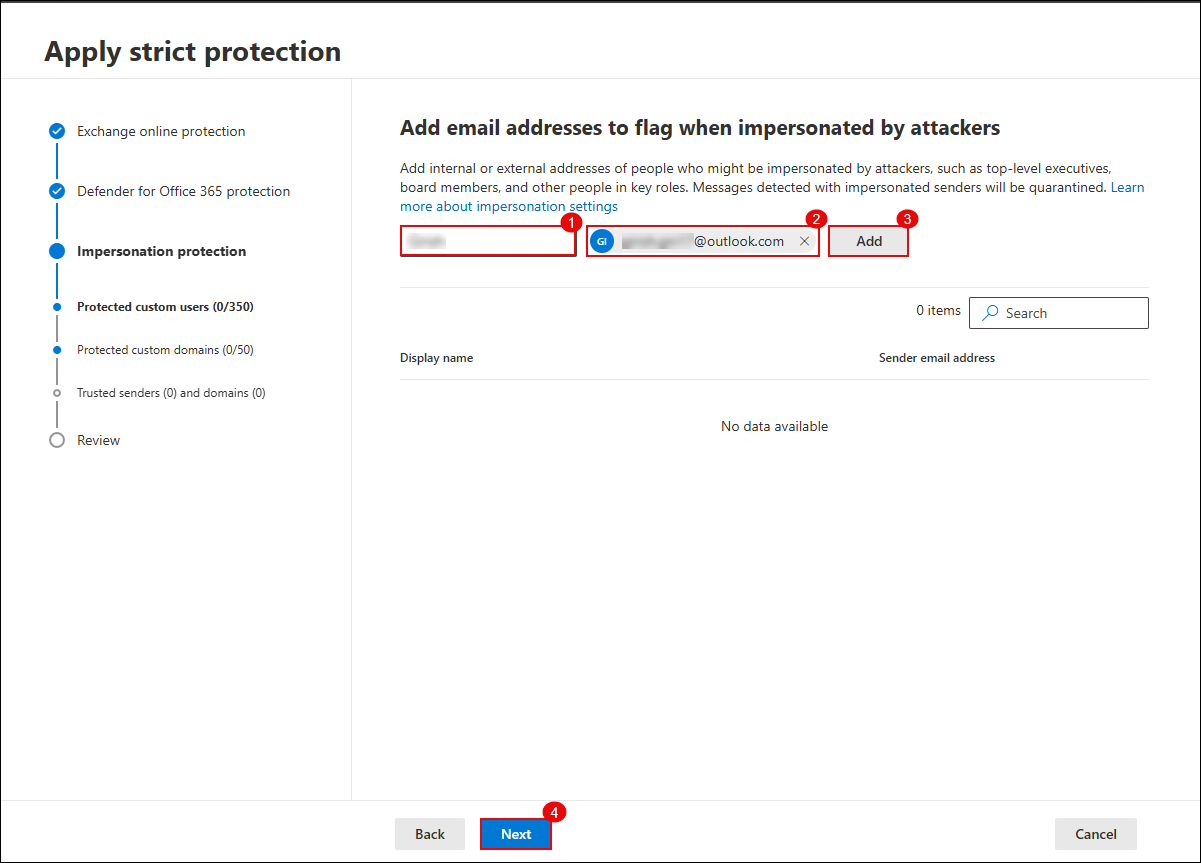 Apply strict protection
Exchange online protection
Defender for Office 365 protection
Impersonation protection
Protected custom users (0/350)
Protected custom domains (0/50)
Trusted senders (0) and domains (0)
Review
Add email addresses to flag when impersonated by attackers
Add internal or external addresses of people who might be impersonated by attackers, such as top-level executives,
board members, and other people in key roles. Messages detected with impersonated senders will be quarantined. Learn
more about impersonation settings
1
2
3
GI @outlook.com
Add
0 items
Search
Display name
Sender email address
No data available
4
Back
Next
Cancel